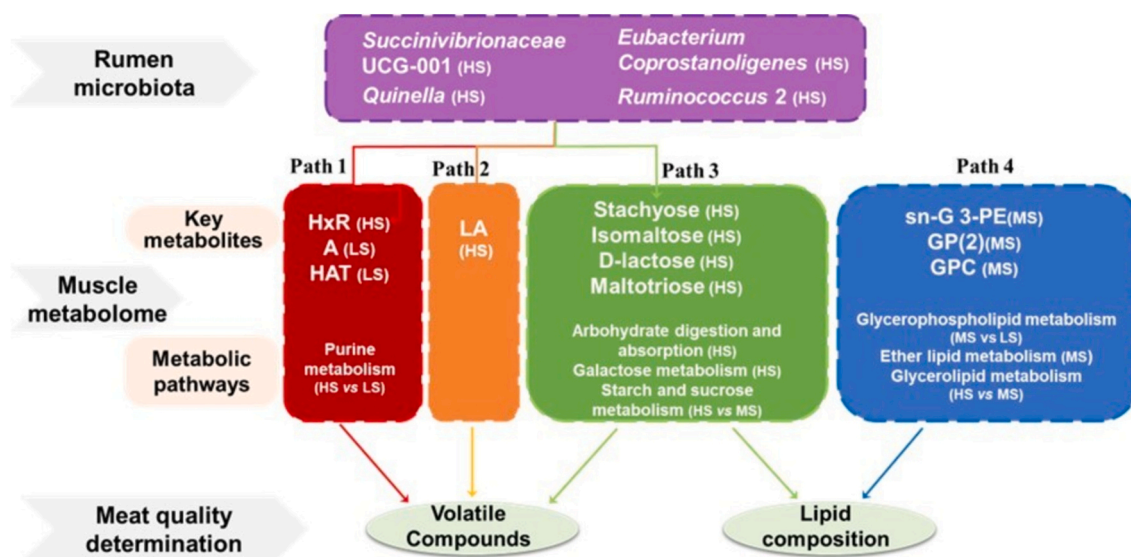 Rumen
microbiota
Succinivibrionaceae
UCG-001 (HS)
Quinella (HS)
Eubacterium
Coprostanoligenes (HS)
Ruminococcus 2 (HS)
Path 1
Path 2
Path 3
Path 4
Key
metabolites
Muscle
metabolome
Metabolic
pathways
HxR (HS)
A (LS)
HAT (LS)
Purine
metabolism
(HS vs LS)
LA
(HS)
Stachyose (HS)
Isomaltose (HS)
D-lactose (HS)
Maltotriose (HS)
Arbohydrate digestion and
absorption (HS)
Galactose metabolism (HS)
Starch and sucrose
metabolism (HS vs MS)
sn-G 3-PE(MS)
GP(2)(MS)
GPC (MS)
Glycerophospholipid metabolism
(MS vs LS)
Ether lipid metabolism (MS)
Glycerolipid metabolism
(HS vs MS)
Meat quality
determination
Volatile
Compounds
Lipid
composition